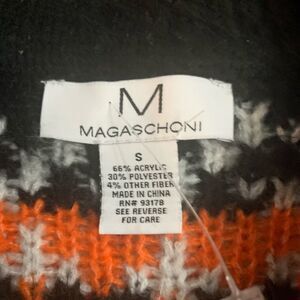 M
MAGASCHONI
S
66% ACRYLIC
30% POLYESTER
4% OTHER FIBER
MADE IN CHINA
RN# 93178
SEE REVERSE
FOR CARE